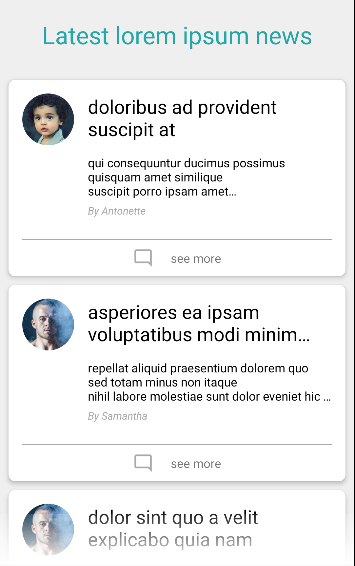 Latest lorem ipsum news
doloribus ad provident
suscipit at
qui consequuntur ducimus possimus
quisquam amet similique
suscipit porro ipsam amet…
By Antonette
see more
asperiores ea ipsam
voluptatibus modi minim…
repellat aliquid praesentium dolorem quo
sed totam minus non itaque
nihil labore molestiae sunt dolor eveniet hic …
By Samantha
see more
dolor sint quo a velit
explicabo quia nam